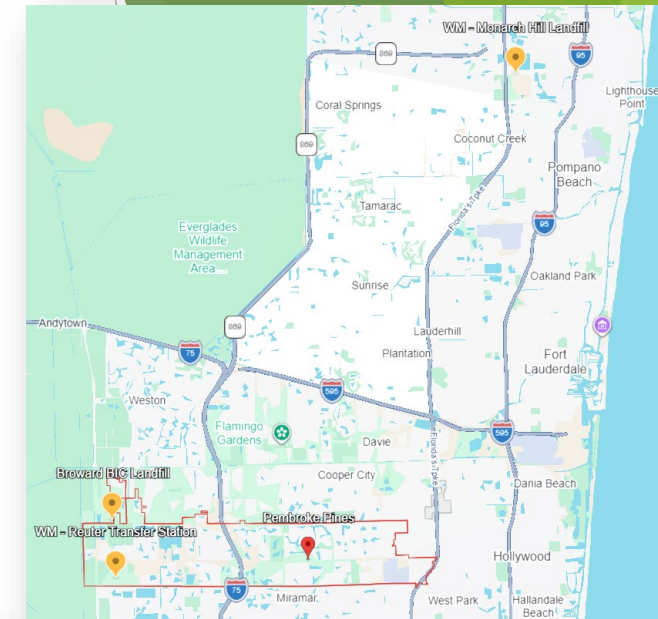 WM - Monarch Hill Landfill
869
95
Lighthouse
Point
Coral Springs
Coconut Creek
869
Pompano
Beach
Florida's Tpke
Tamarac
95
Everglades
Wildlife
Management
Area
Sunrise
Oakland Park
Andytown
869
Lauderhill
75
Plantation
Fort
Lauderdale
Weston
595
Flamingo
Gardens
595
Davie
Florida's Tpke
Broward BIC Landfill
Cooper City
Dania Beach
WM - Reuter Transfer Station
Pembroke Pines
Hollywood
75
Miramar
West Park
Hallandale
Beach